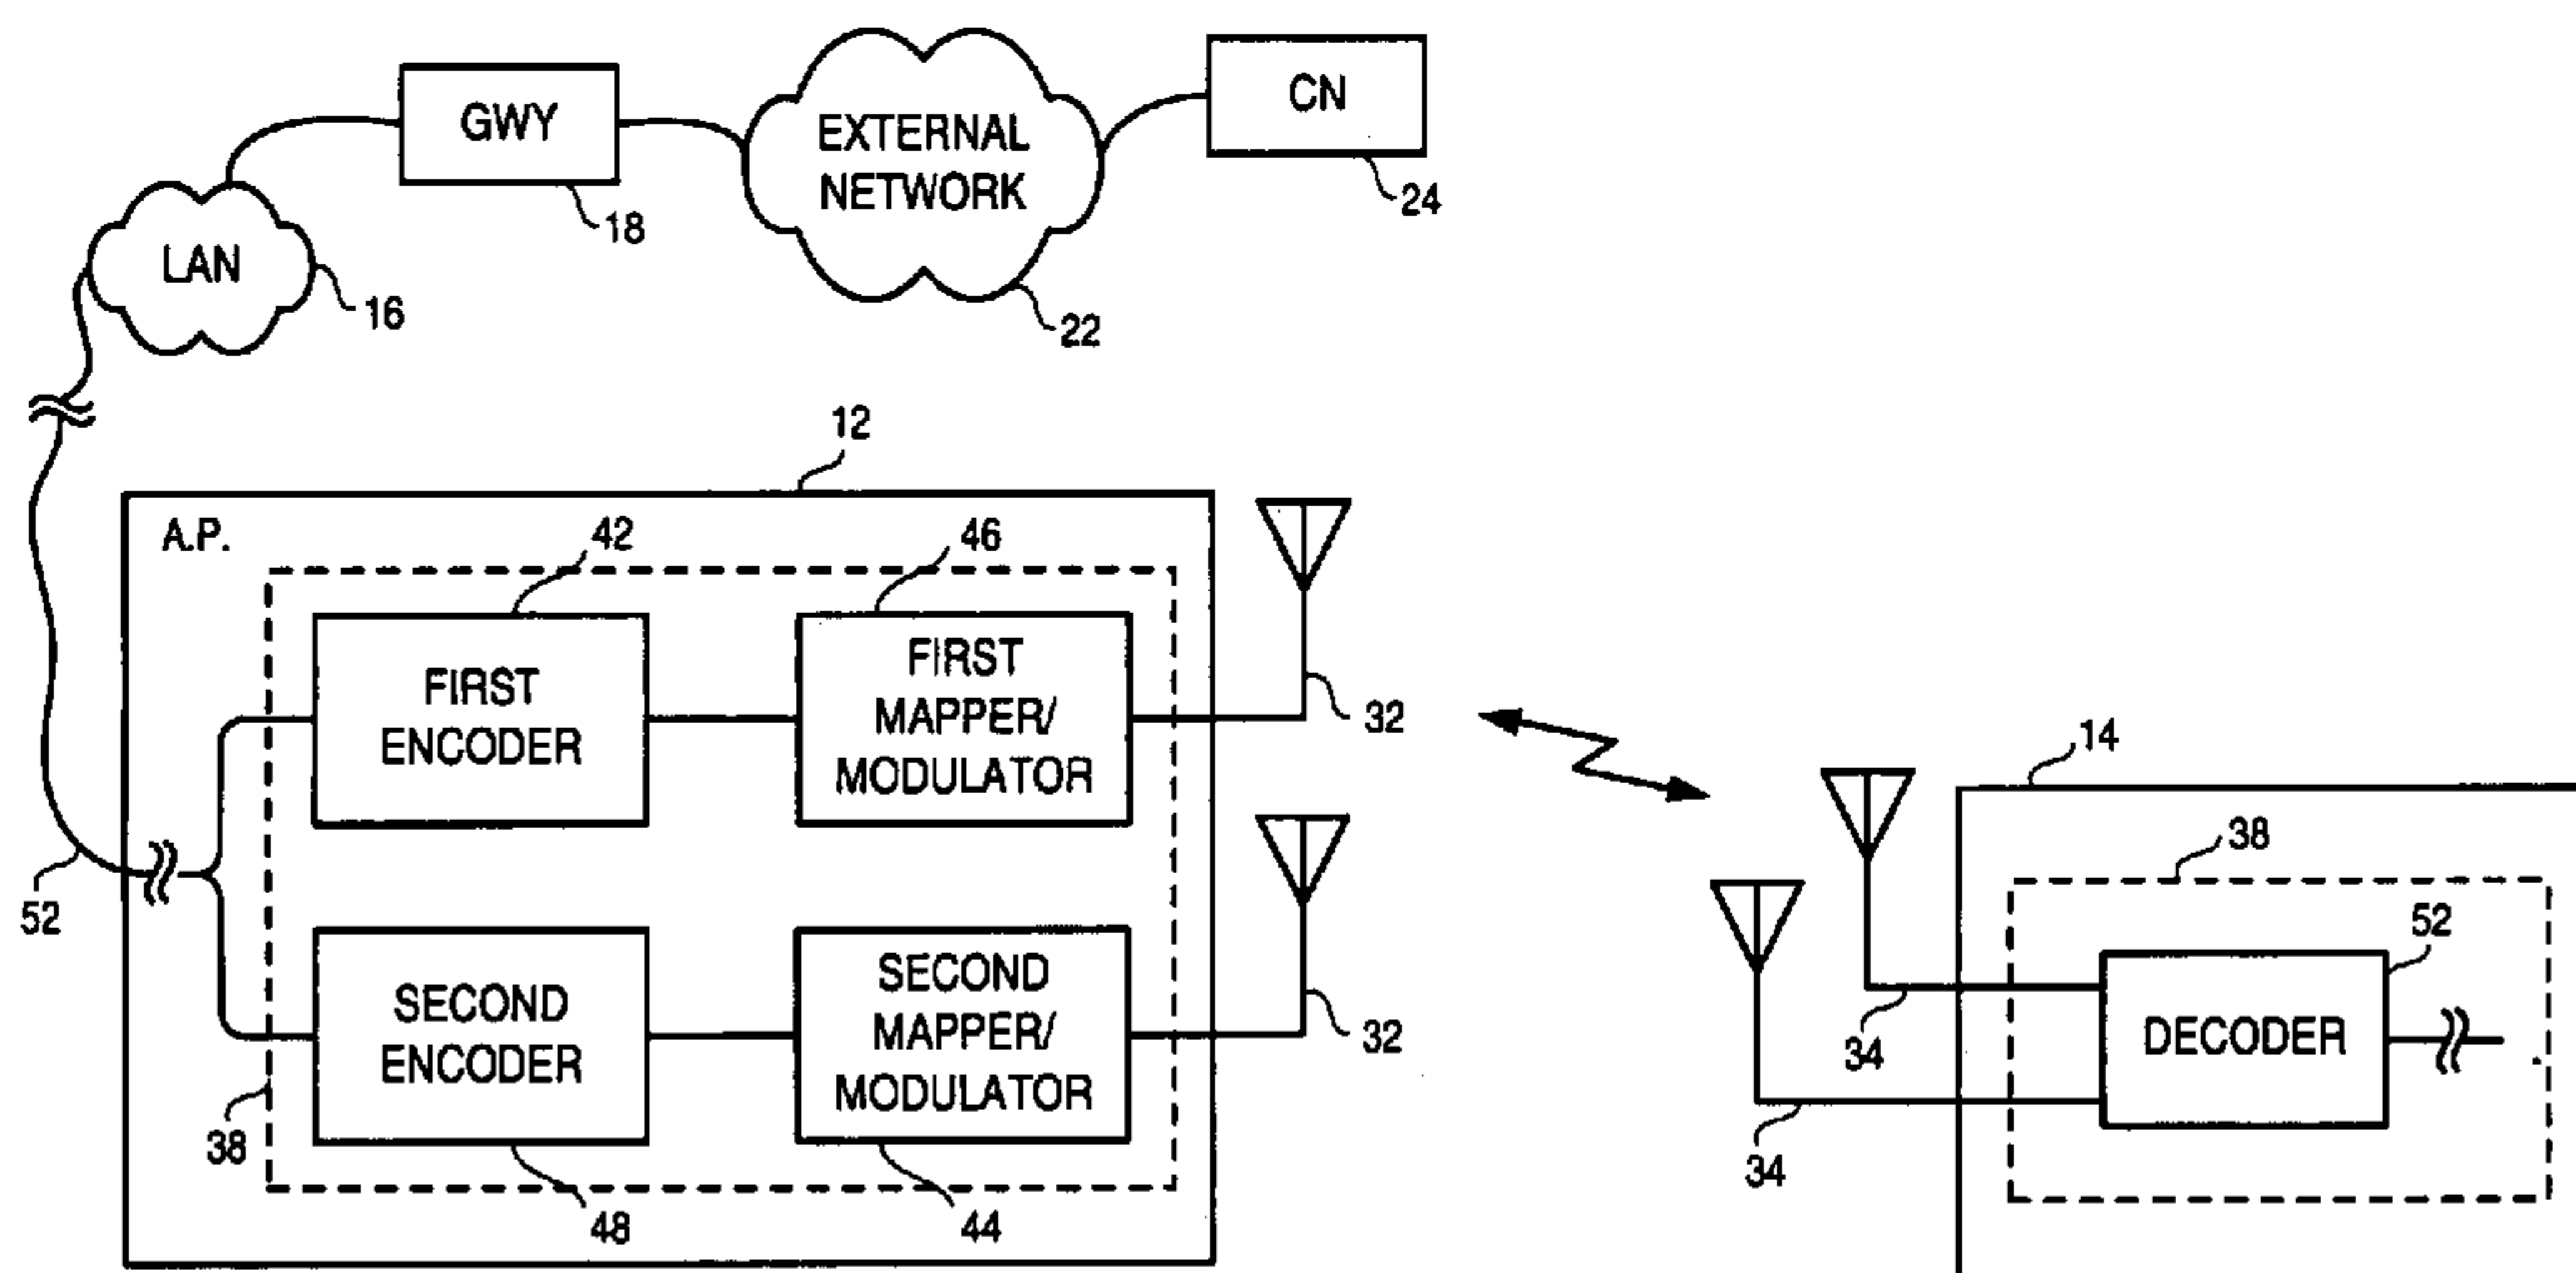 GWY
18
EXTERNAL
NETWORK
22
CN
24
LAN
16
12
A.P.
42
46
FIRST
ENCODER
FIRST
MAPPER/
MODULATOR
32
52
SECOND
ENCODER
SECOND
MAPPER/
MODULATOR
32
38
48
44
14
38
52
DECODER
34
34